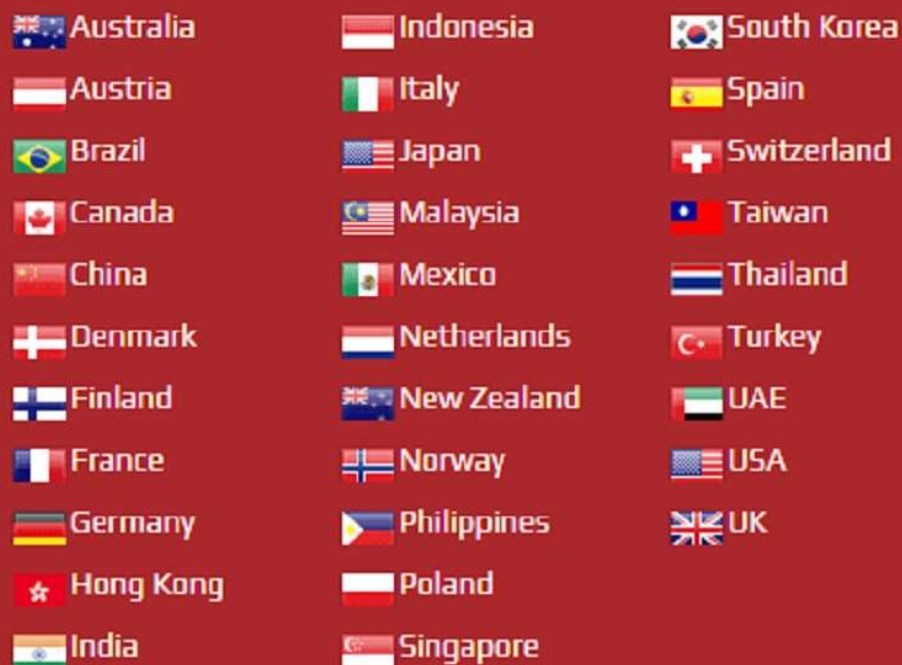 Australia
Austria
Brazil
Canada
China
Denmark
Finland
France
Germany
Hong Kong
India
Indonesia
Italy
Japan
Malaysia
Mexico
Netherlands
New Zealand
Norway
Philippines
Poland
Singapore
South Korea
Spain
Switzerland
Taiwan
Thailand
Turkey
UAE
USA
UK